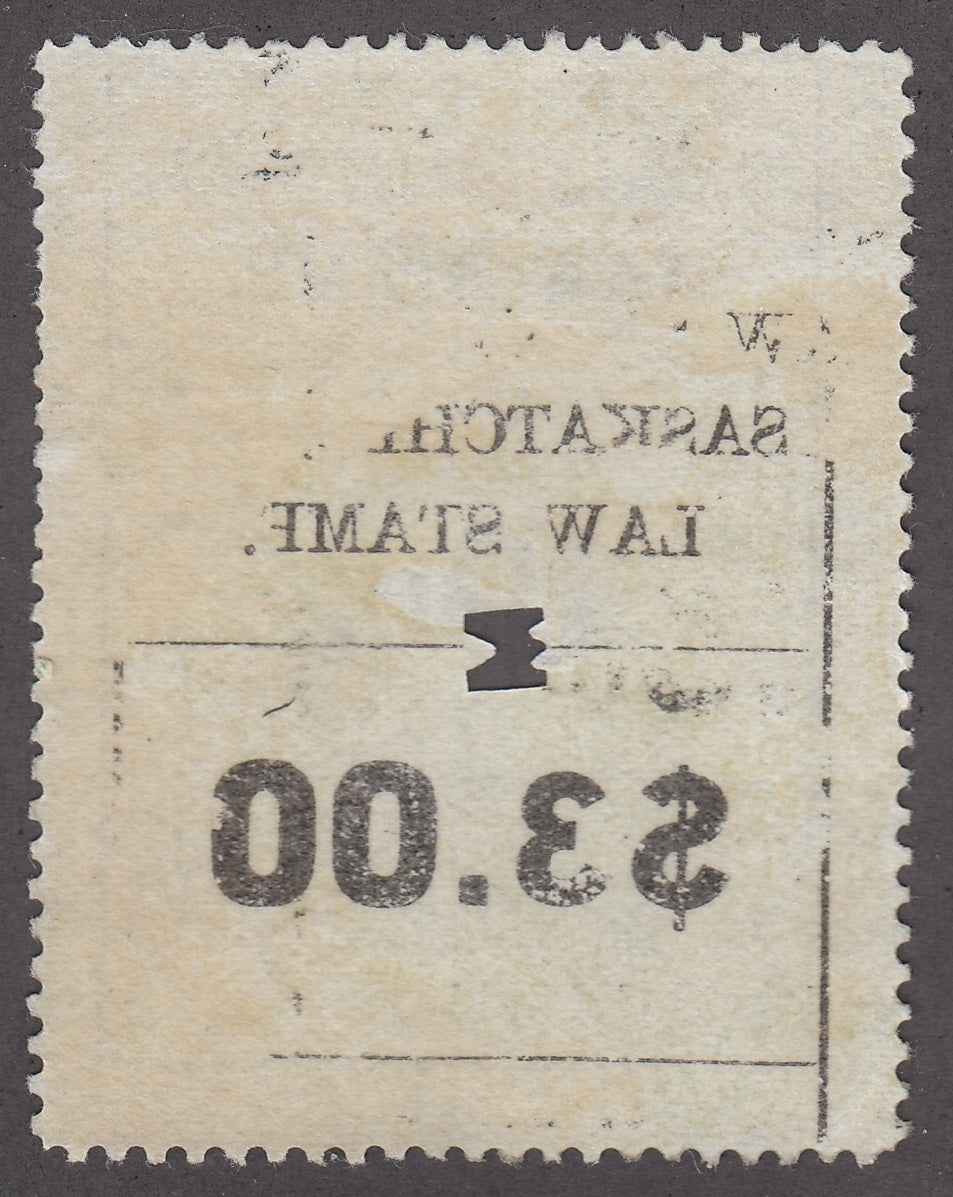 W
SASKATCH
LAW STAMP.
$3.00